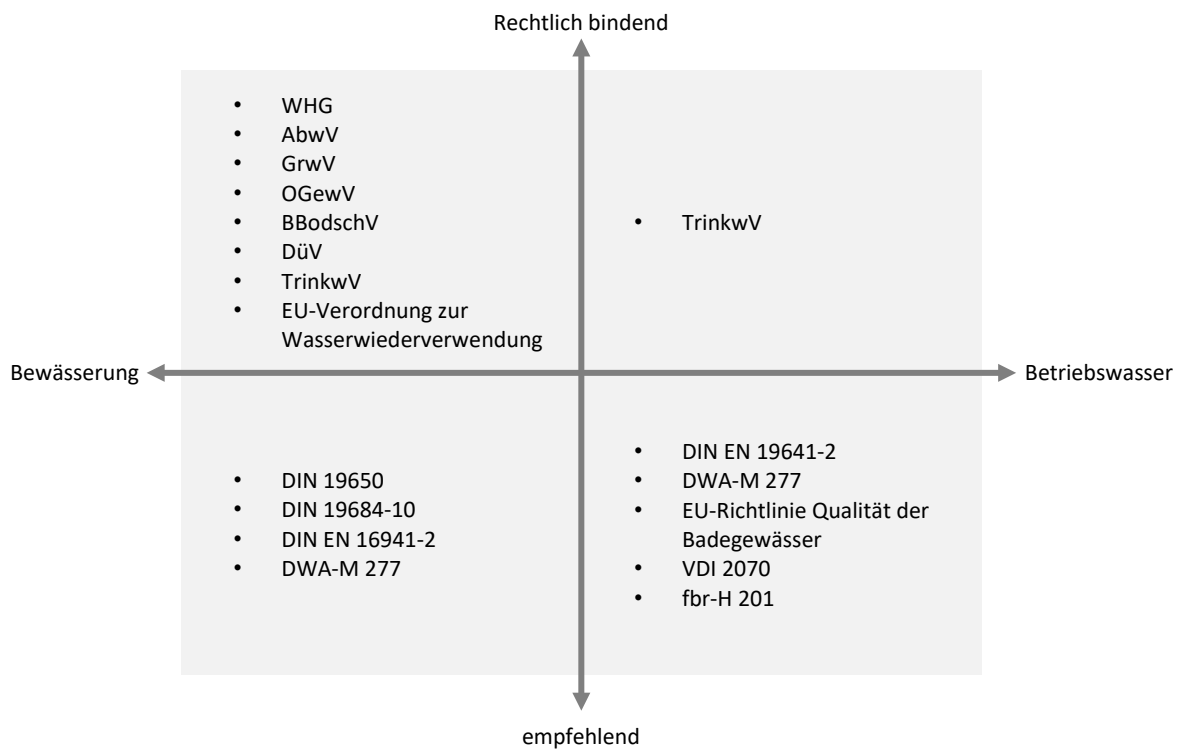 Rechtlich bindend
• WHG
• AbwV
• GrwV
• OGewV
• BBodschV
• DüV
• TrinkwV
• EU-Verordnung zur
Wasserwiederverwendung
• TrinkwV
Bewässerung
Betriebswasser
• DIN 19650
• DIN 19684-10
• DIN EN 16941-2
• DWA-M 277
• DIN EN 19641-2
• DWA-M 277
• EU-Richtlinie Qualität der
Badegewässer
• VDI 2070
• fbr-H 201
empfehlend